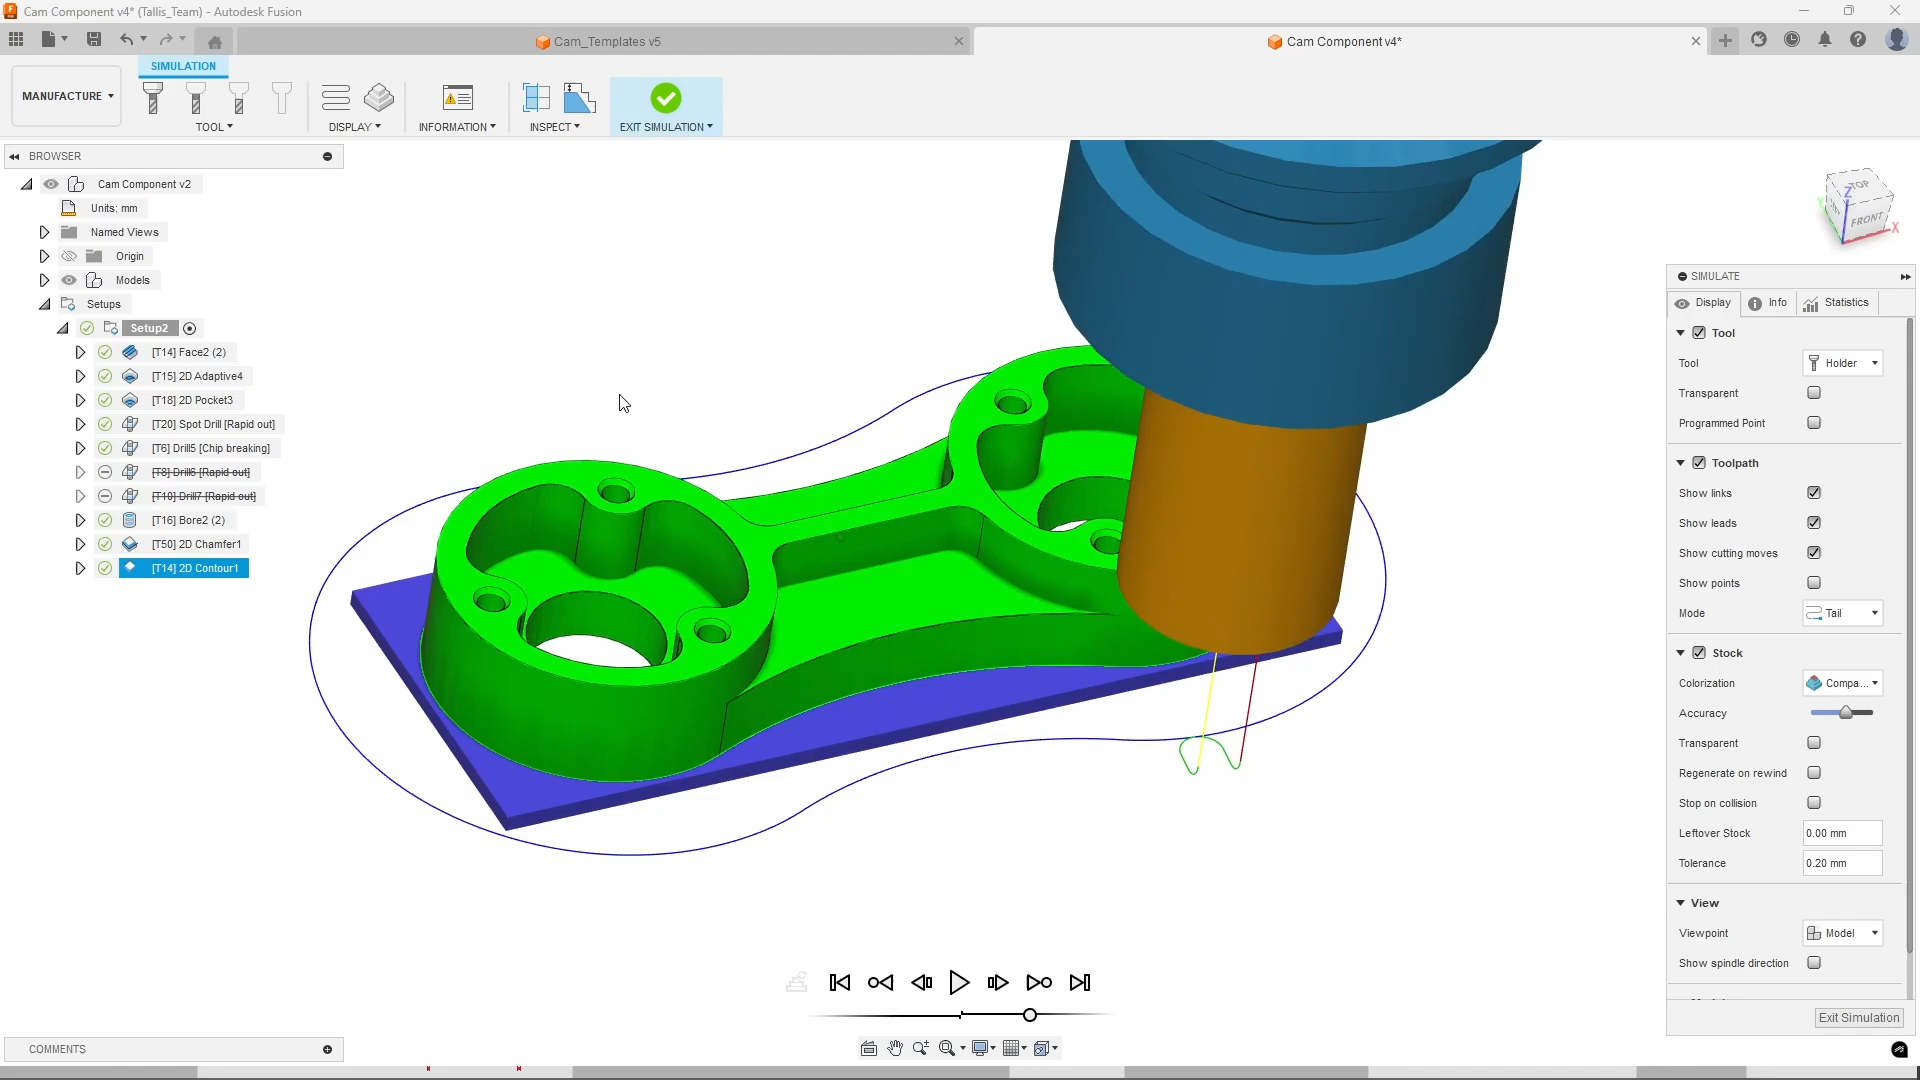 Cam Component v4* (Tallis_Team) - Autodesk Fusion
Cam_Templates v5
Cam Component v4*
SIMULATION
MANUFACTURE
TOOL
DISPLAY
INFORMATION
INSPECT
EXIT SIMULATION
BROWSER
Cam Component v2
Units: mm
Named Views
Origin
Models
Setups
Setup2
[T14] Face2 (2)
[T15] 2D Adaptive4
[T18] 2D Pocket3
[T20] Spot Drill [Rapid out]
[T6] Drill5 [Chip breaking]
[T8] Drill6 [Rapid out]
[T10] Drill7 [Rapid out]
[T16] Bore2 (2)
[T50] 2D Chamfer1
[T14] 2D Contour1
TOP
FRONT
Z
X
Y
SIMULATE
Display
Info
Statistics
Tool
Tool
Holder
Transparent
Programmed Point
Toolpath
Show links
Show leads
Show cutting moves
Show points
Mode
Tail
Stock
Colorization
Compa...
Accuracy
Transparent
Regenerate on rewind
Stop on collision
Leftover Stock
0.00 mm
Tolerance
0.20 mm
View
Viewpoint
Model
Show spindle direction
Exit Simulation
COMMENTS